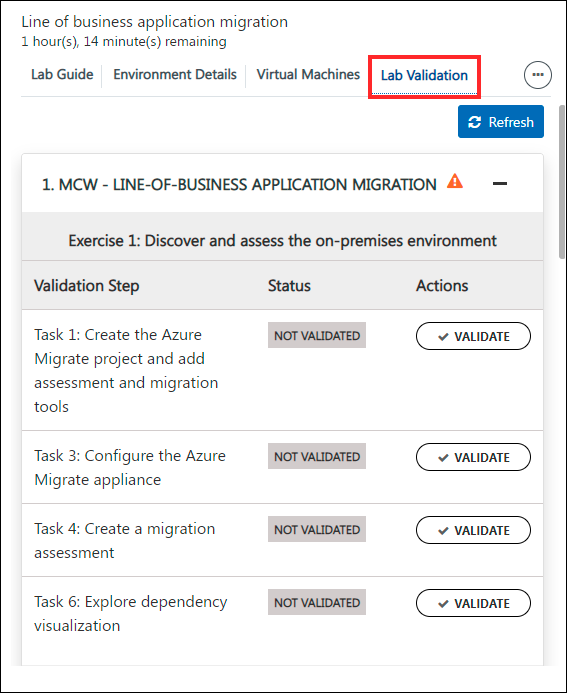 Line of business application migration
1 hour(s), 14 minute(s) remaining
Lab Guide Environment Details Virtual Machines Lab Validation
Refresh
1. MCW - LINE-OF-BUSINESS APPLICATION MIGRATION
Exercise 1: Discover and assess the on-premises environment
Validation Step Status Actions
Task 1: Create the Azure
Migrate project and add
assessment and migration
tools
NOT VALIDATED
VALIDATE
Task 3: Configure the Azure
Migrate appliance
NOT VALIDATED
VALIDATE
Task 4: Create a migration
assessment
NOT VALIDATED
VALIDATE
Task 6: Explore dependency
visualization
NOT VALIDATED
VALIDATE